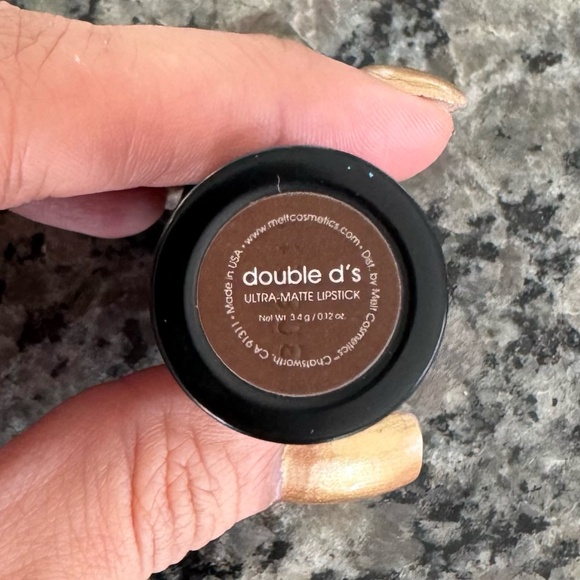 double d's
ULTRA-MATTE LIPSTICK
Net Wt. 3.4 g / 0.12 oz.
Made in USA • www.meltcosmetics.com • Dist. by Melt Cosmetics™ Chatsworth, CA 91311 •